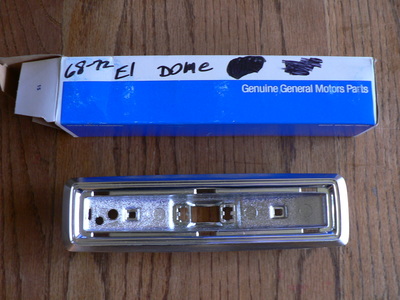 68-72 El DOME
Genuine General Motors Parts